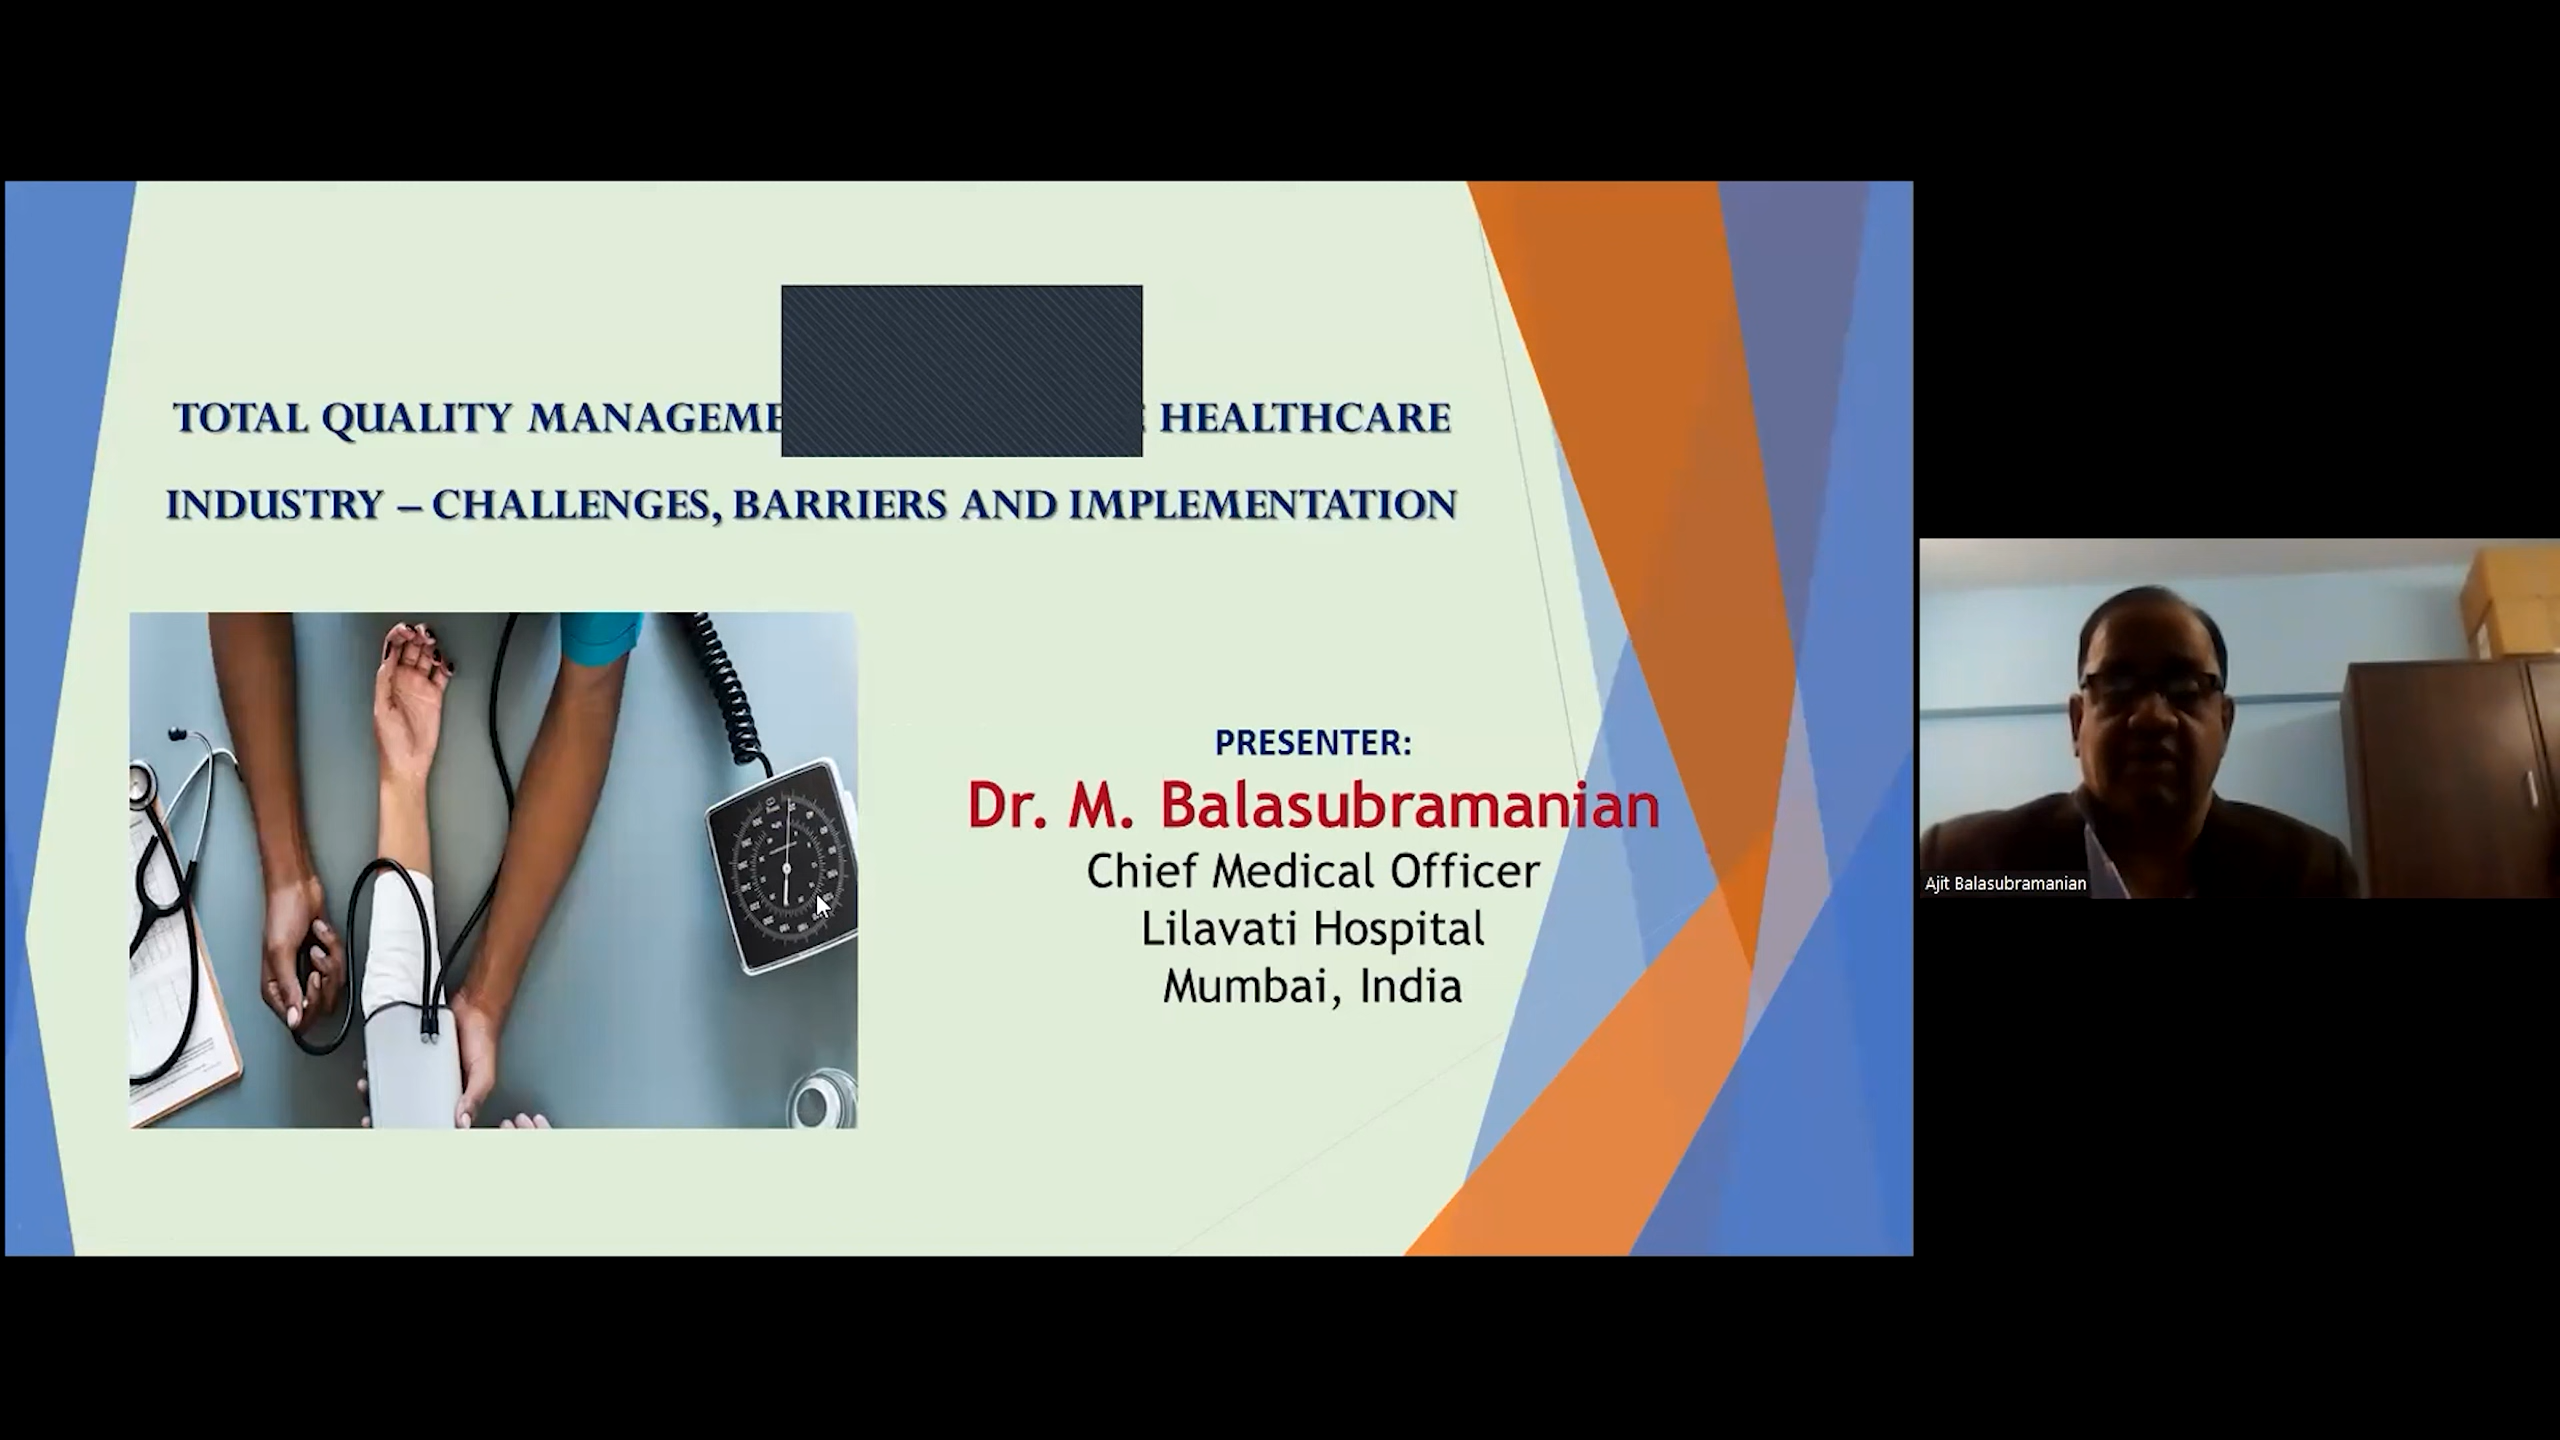 TOTAL QUALITY MANAGEME HEALTHCARE
INDUSTRY – CHALLENGES, BARRIERS AND IMPLEMENTATION
PRESENTER:
Dr. M. Balasubramanian
Chief Medical Officer
Lilavati Hospital
Mumbai, India
Ajit Balasubramanian